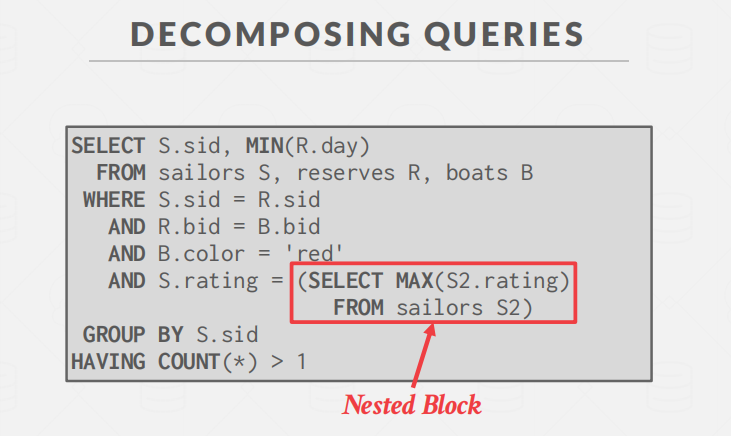 DECOMPOSING QUERIES
SELECT S.sid, MIN(R.day)
FROM sailors S, reserves R, boats B
WHERE S.sid = R.sid
AND R.bid = B.bid
AND B.color = 'red'
AND S.rating = (SELECT MAX(S2.rating)
FROM sailors S2)
GROUP BY S.sid
HAVING COUNT(*) > 1
Nested Block